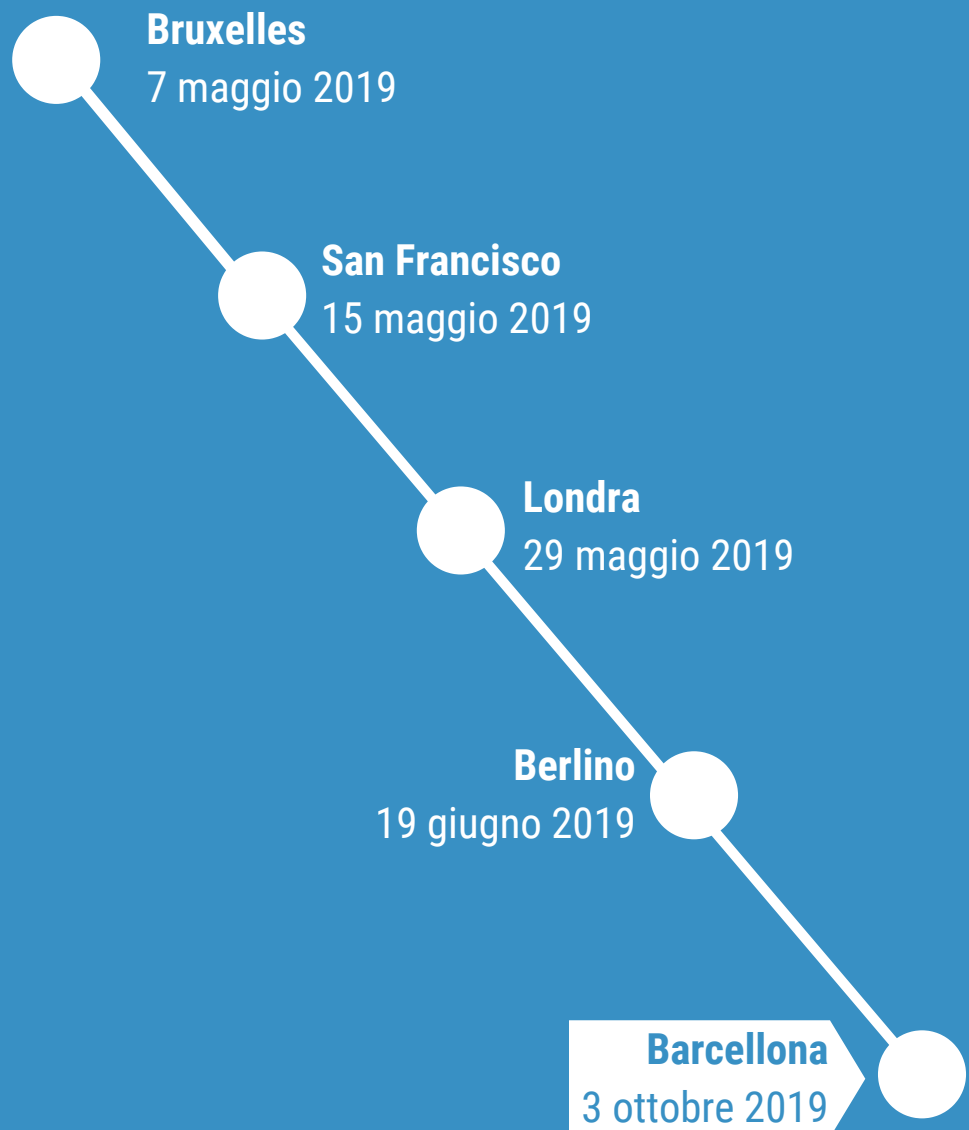 Bruxelles
7 maggio 2019
San Francisco
15 maggio 2019
Londra
29 maggio 2019
Berlino
19 giugno 2019
Barcellona
3 ottobre 2019